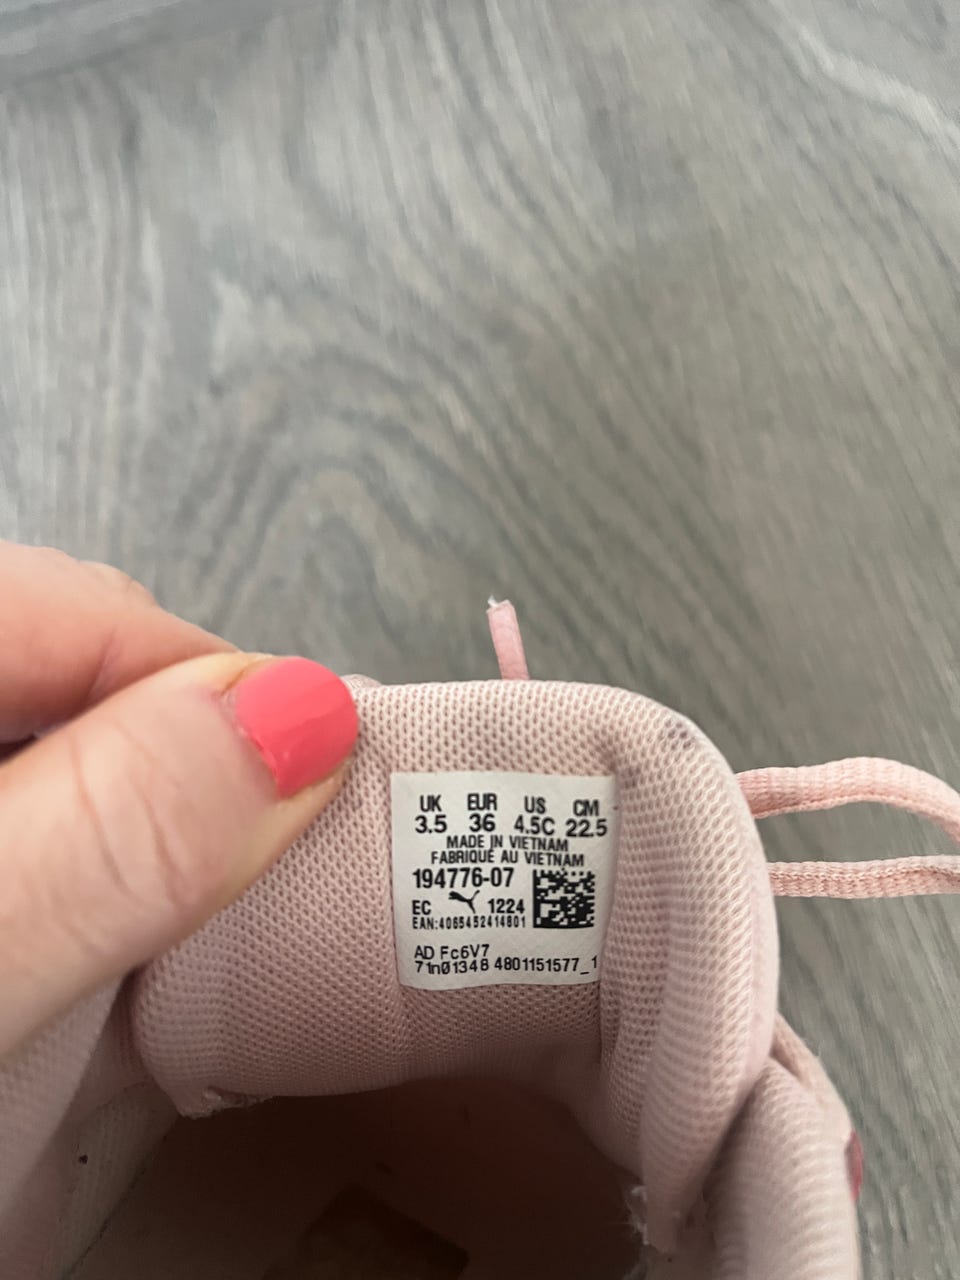 UK EUR US CM
3.5 36 4.5C 22.5
MADE IN VIETNAM
FABRIQUÉ AU VIETNAM
194776-07
EC 1224
EAN:4065452414801
AD Fc6V7
71n01348 4801151577_1